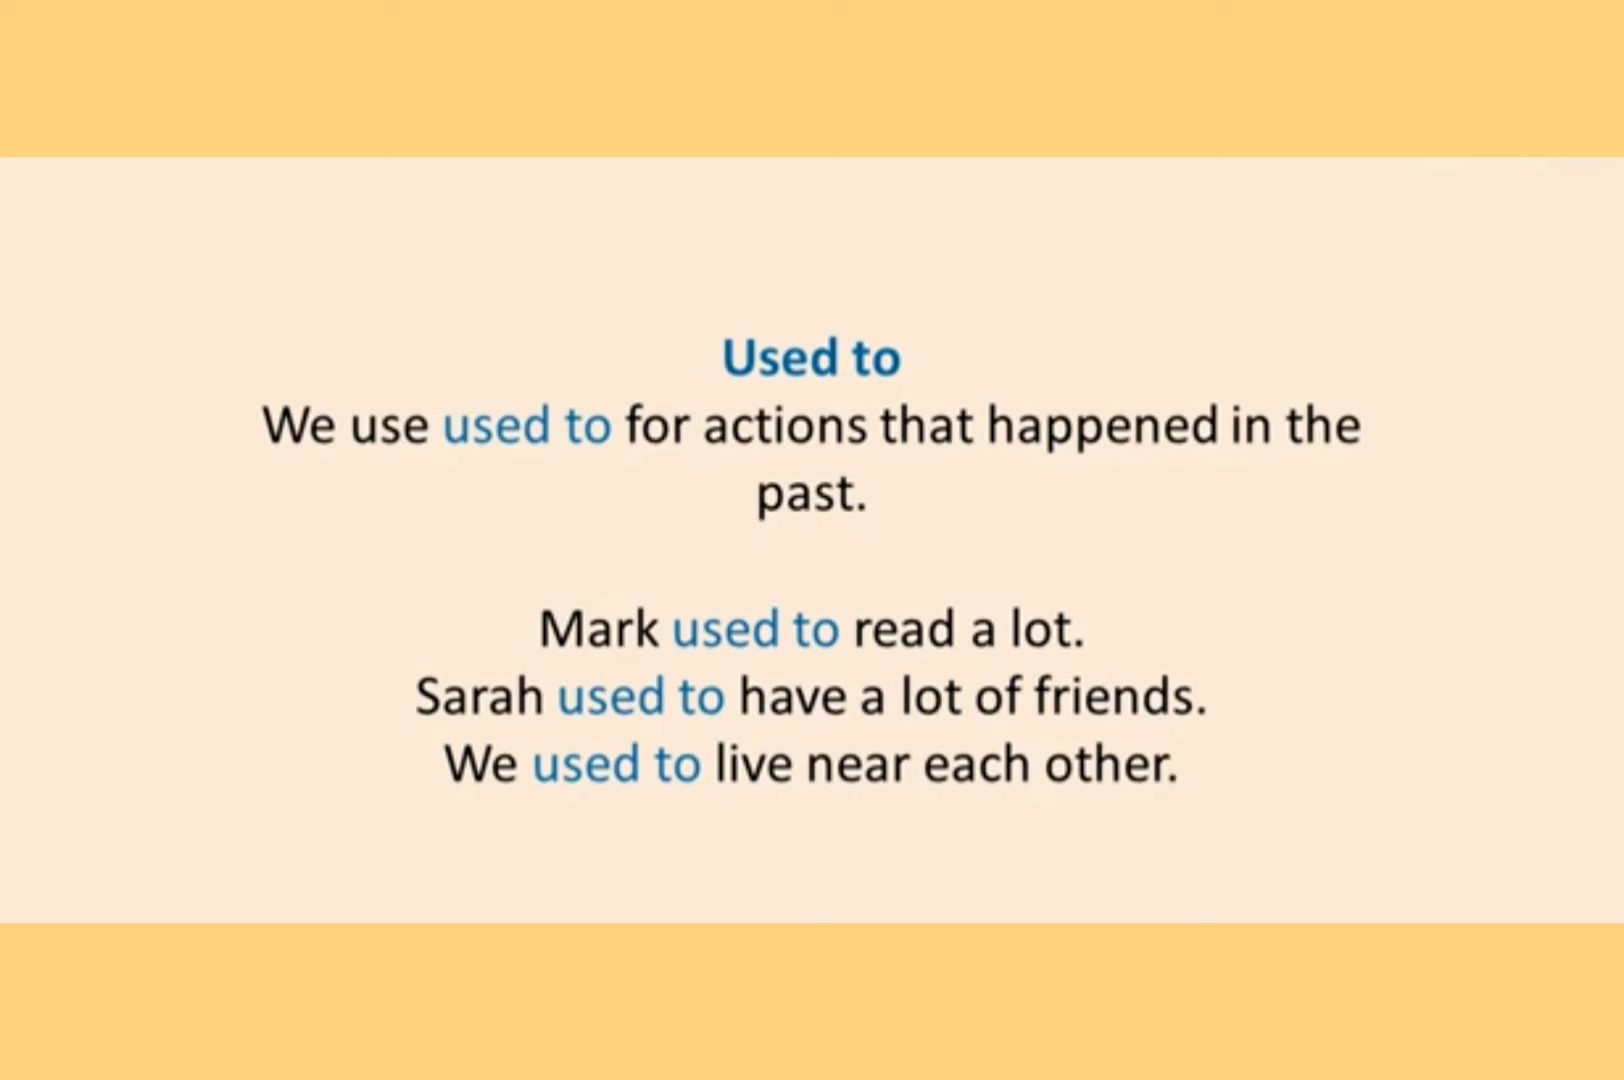 Used to
We use used to for actions that happened in the
past.
Mark used to read a lot.
Sarah used to have a lot of friends.
We used to live near each other.